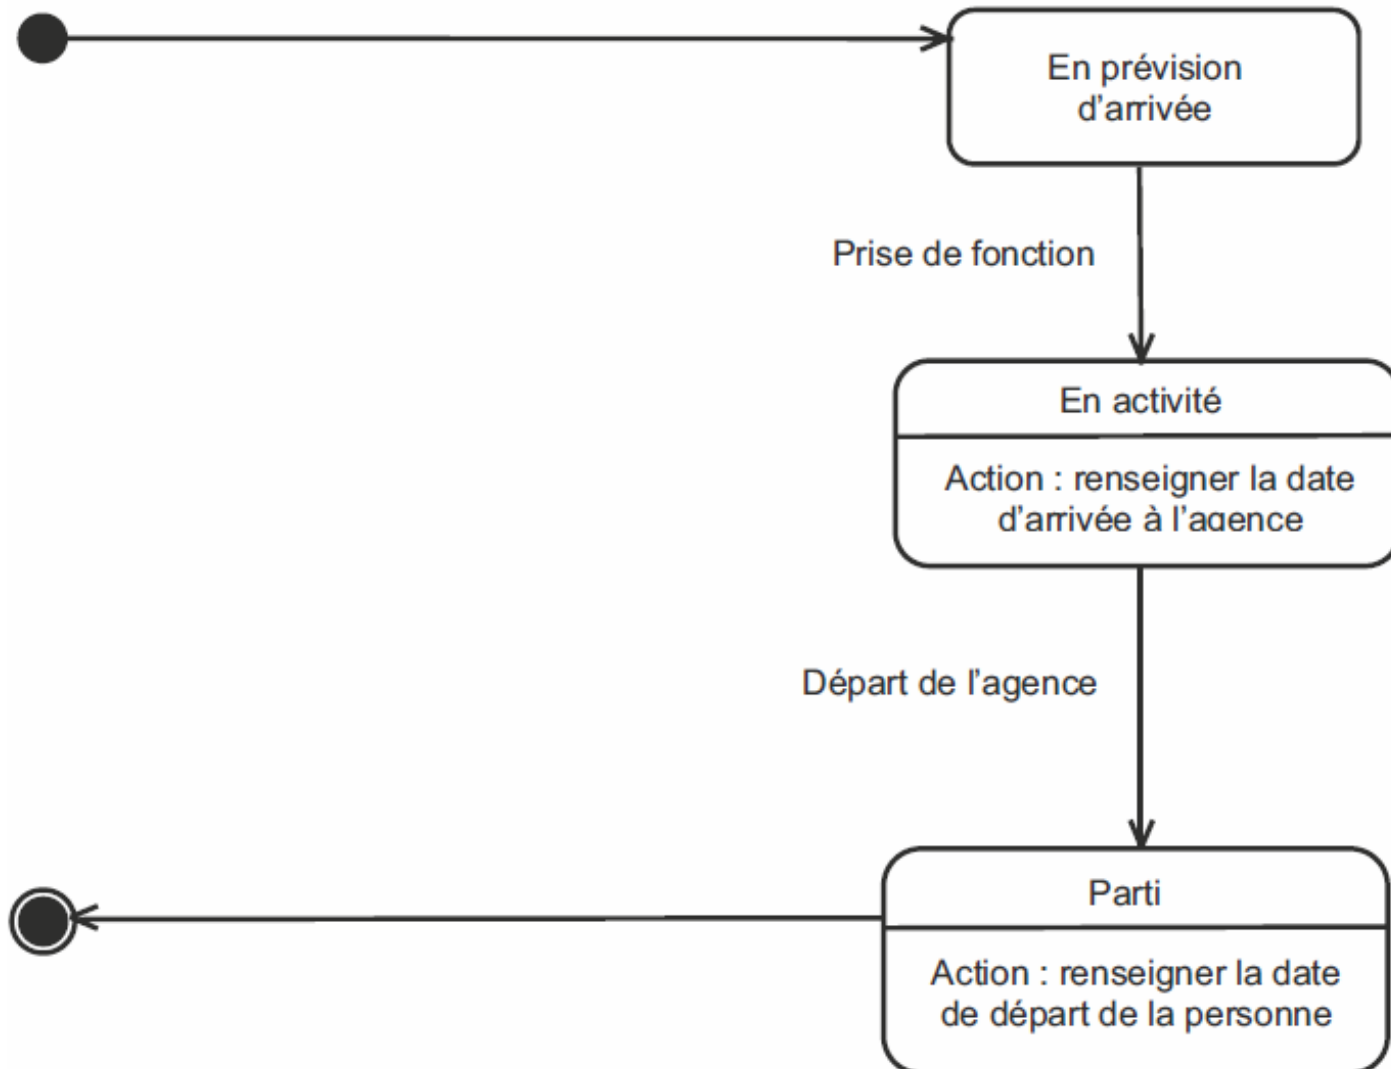 En prévision
d'arrivée
Prise de fonction
En activité
Action : renseigner la date
d'arrivée à l'agence
Départ de l'agence
Parti
Action : renseigner la date
de départ de la personne